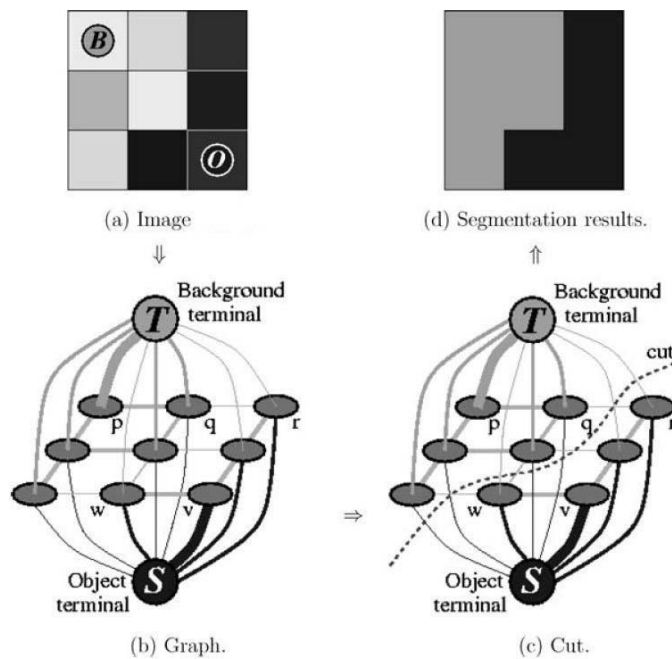 B
O
(a) Image
(d) Segmentation results.
⇓
⇑
Background
terminal
T
p
q
r
w
v
Object
terminal
S
(b) Graph.
⇒
Background
terminal
T
cut
p
q
r
w
v
Object
terminal
S
(c) Cut.